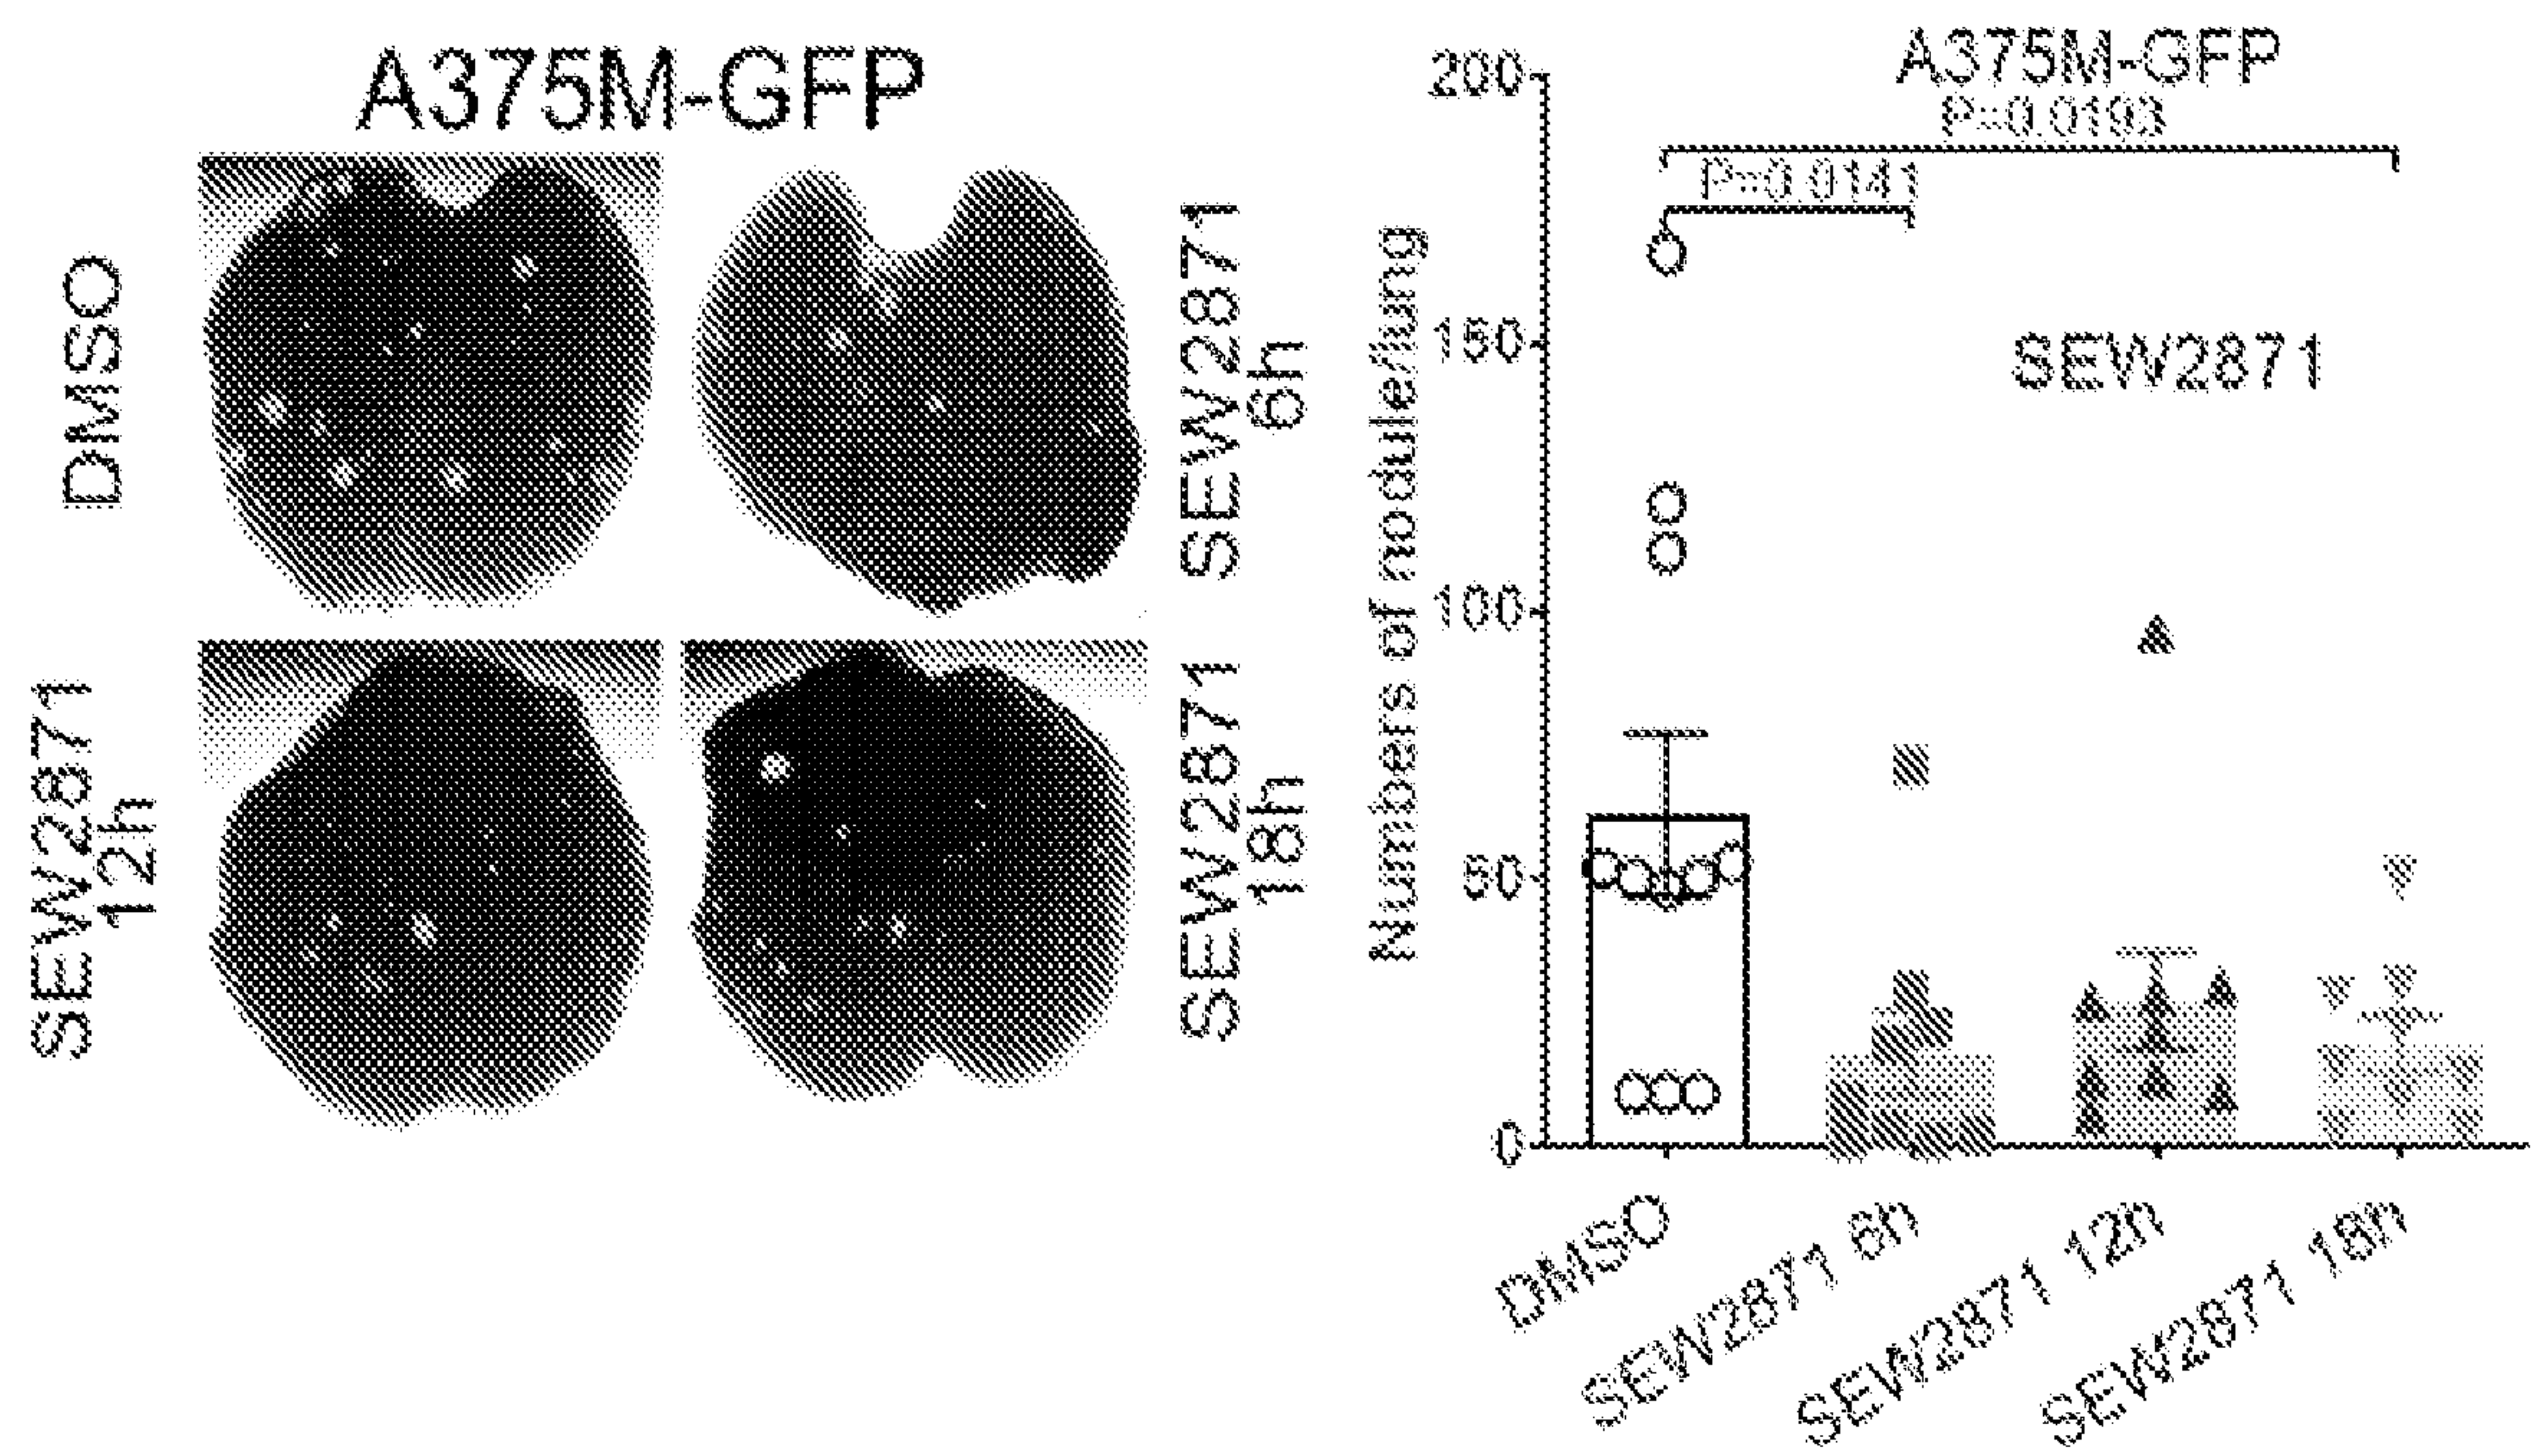 A375M-GFP
DMSO
SEW2871
6h
SEW2871
12h
SEW2871
18h
A375M-GFP
P=0.0193
P=0.0141
SEW2871
Numbers of nodule/lung
200
150
100
50
0
DMSO
SEW2871 6h
SEW2871 12h
SEW2871 18h